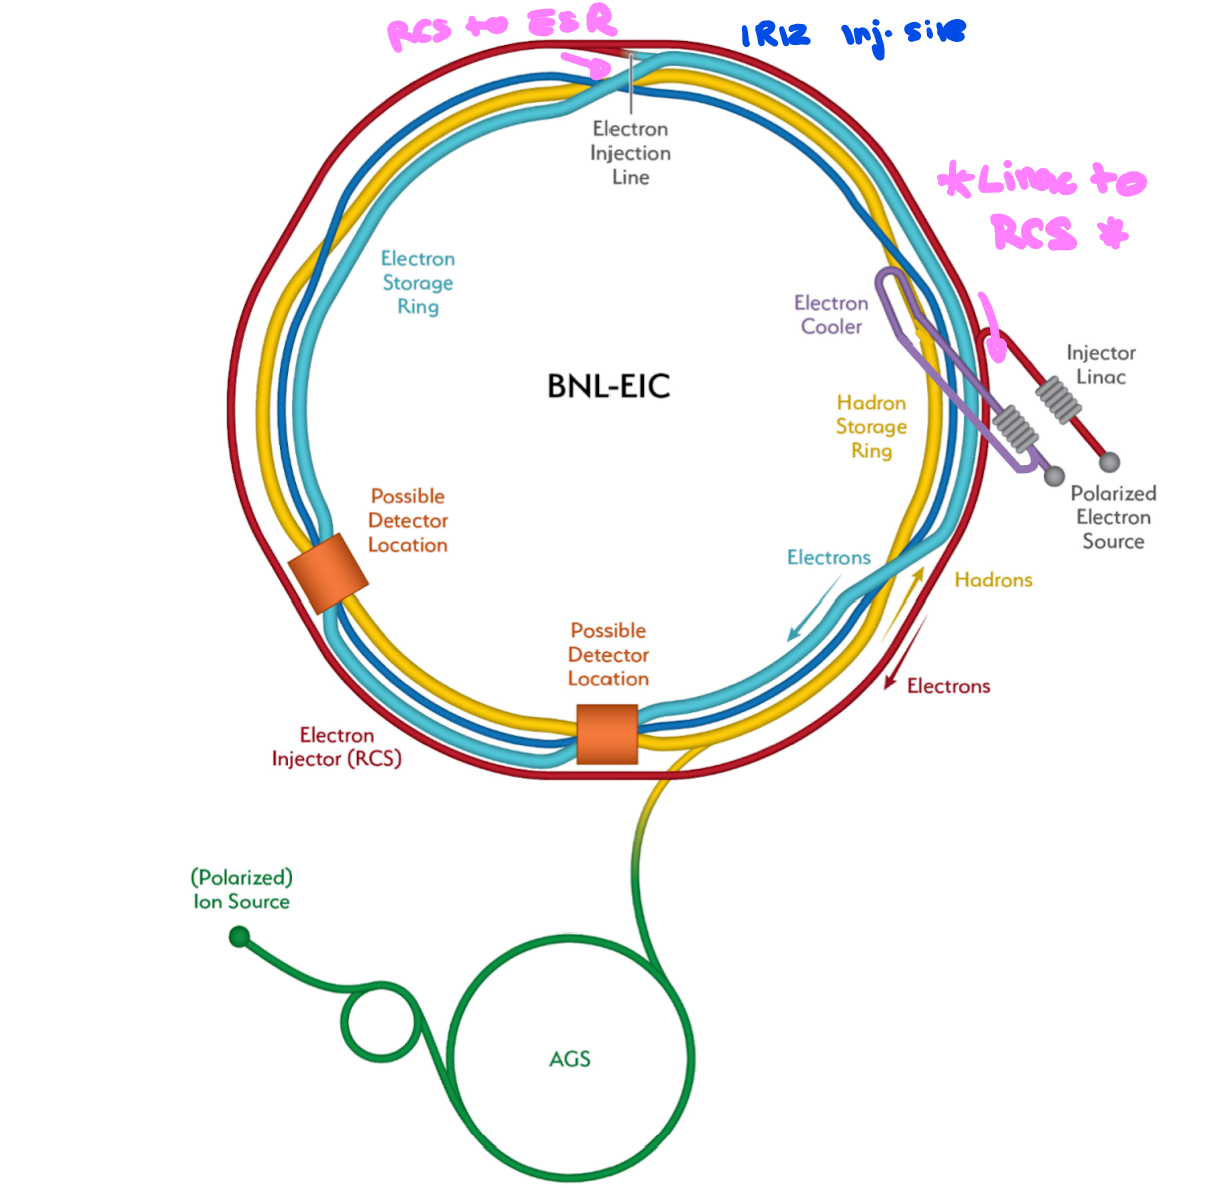 RCS to ESR
IR12 Inj. site
Electron
Injection
Line
*Linac to
RCS *
Electron
Storage
Ring
Electron
Cooler
Injector
Linac
BNL-EIC
Hadron
Storage
Ring
Possible
Detector
Location
Polarized
Electron
Source
Electrons
Hadrons
Possible
Detector
Location
Electrons
Electron
Injector (RCS)
(Polarized)
Ion Source
AGS